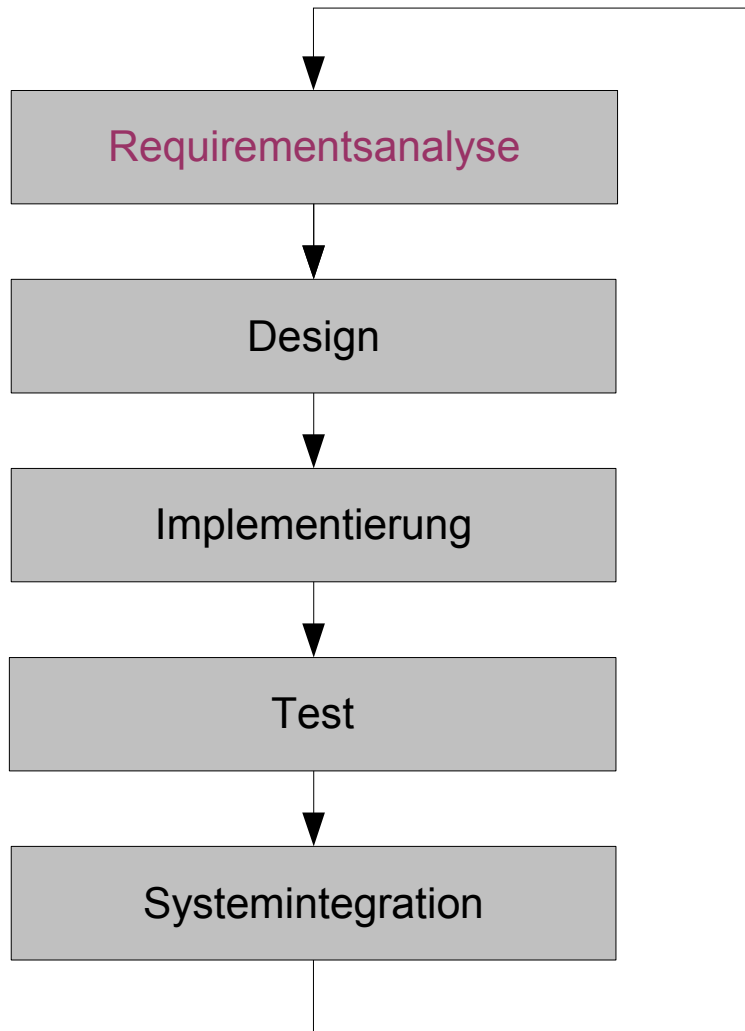 Requirementsanalyse
Design
Implementierung
Test
Systemintegration